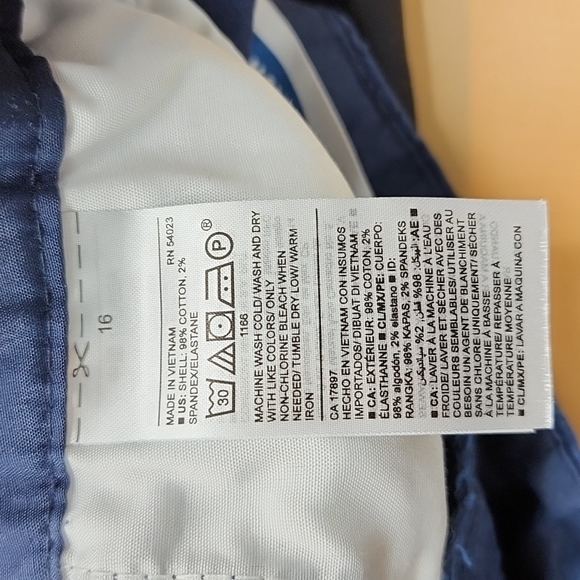 16
MADE IN VIETNAM RN 54023
■ US: SHELL: 98% COTTON, 2%
SPANDEX/ELASTANE
30 P ®
1166
MACHINE WASH COLD/ WASH AND DRY
WITH LIKE COLORS/ ONLY
NON-CHLORINE BLEACH WHEN
NEEDED/ TUMBLE DRY LOW/ WARM
IRON
CA 17897
HECHO EN VIETNAM CON INSUMOS
IMPORTADOS/ DIBUAT DI VIETNAM
■ CA: EXTÉRIEUR: 98% COTON, 2%
ÉLASTHANNE ■ CL/MX/PE: CUERPO:
98% algodón, 2% elastano ■ ID:
RANGKA: 98% KAPAS, 2% SPANDEKS
■ AE: 98% 2%
■ CA: LAVER À LA MACHINE À L'EAU
FROIDE/ LAVER ET SÉCHER AVEC DES
COULEURS SEMBLABLES/ UTILISER AU
BESOIN UN AGENT DE BLANCHIMENT
SANS CHLORE UNIQUEMENT/ SÉCHER
À LA MACHINE À BASSE
TEMPÉRATURE/ REPASSER À
TEMPÉRATURE MOYENNE
■ CL/MX/PE: LAVAR A MAQUINA CON